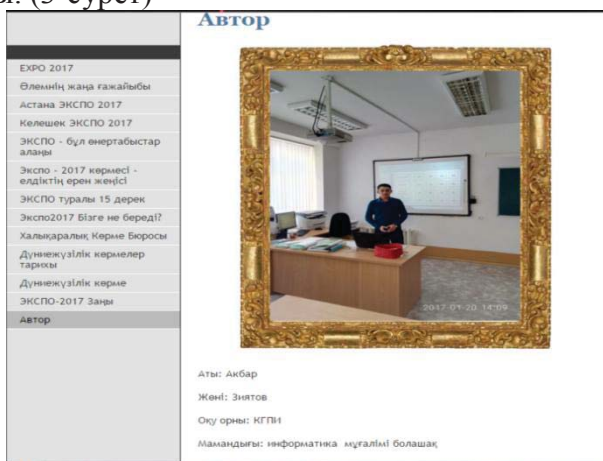 Автор
EXPO 2017
Әлемнің жаңа ғажайыбы
Астана ЭКСПО 2017
Келешек ЭКСПО 2017
ЭКСПО - бұл өнертабыстар
алаңы
Экспо - 2017 көрмесі -
елдіктің ерен жеңісі
ЭКСПО туралы 15 дерек
Экспо2017 Бізге не береді?
Халықаралық Көрме Бюросы
Дүниежүзілік көрмелер
тарихы
Дүниежүзілік көрме
ЭКСПО-2017 Заңы
Автор
2017-01-20 14:09
Аты: Акбар
Жөні: Зиятов
Оқу орны: КГПИ
Мамандығы: информатика мұғалімі болашақ